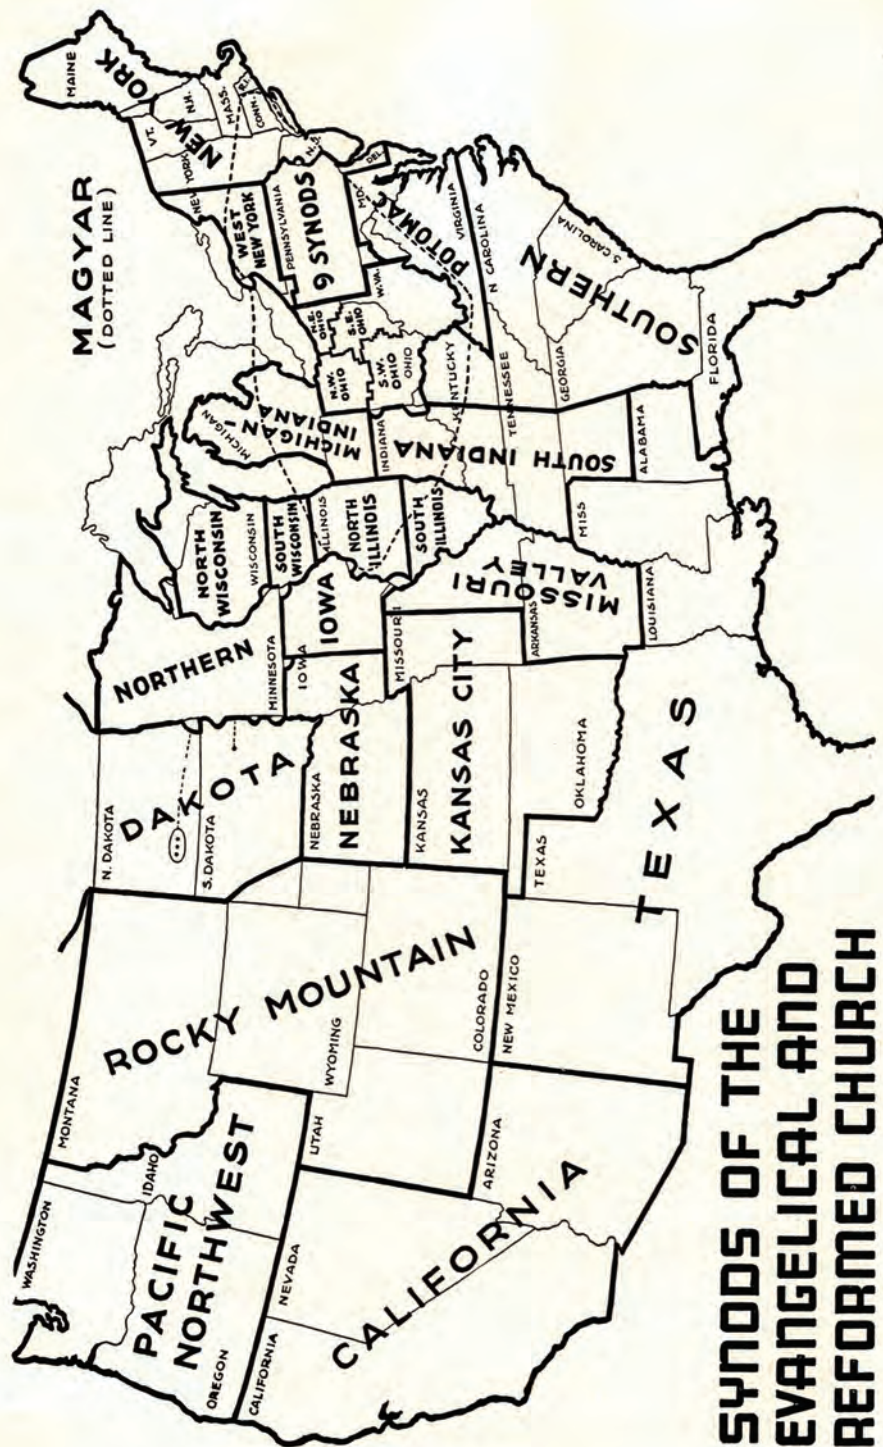 SYNODS OF THE
EVANGELICAL AND
REFORMED CHURCH
MAGYAR
(DOTTED LINE)
WASHINGTON
OREGON
IDAHO
PACIFIC
NORTHWEST
CALIFORNIA
NEVADA
CALIFORNIA
MONTANA
ROCKY MOUNTAIN
WYOMING
UTAH
COLORADO
ARIZONA
NEW MEXICO
N. DAKOTA
DAKOTA
S. DAKOTA
NEBRASKA
NEBRASKA
KANSAS
KANSAS CITY
OKLAHOMA
TEXAS
TEXAS
NORTHERN
MINNESOTA
IOWA
IOWA
MISSOURI
MISSOURI
VALLEY
ARKANSAS
LOUISIANA
NORTH
WISCONSIN
WISCONSIN
SOUTH
WISCONSIN
ILLINOIS
NORTH
ILLINOIS
SOUTH
ILLINOIS
MICHIGAN
MICHIGAN-
INDIANA
INDIANA
SOUTH INDIANA
KENTUCKY
TENNESSEE
MISS
ALABAMA
N.W.
OHIO
N.E.
OHIO
S.E.
OHIO
S.W.
OHIO
OHIO
W.VA.
WEST
NEW YORK
PENNSYLVANIA
9 SYNODS
MD.
DEL.
N.J.
POTOMAC
VIRGINIA
N CAROLINA
S CAROLINA
SOUTHERN
GEORGIA
FLORIDA
NEW YORK
NEW YORK
VT.
N.H.
MASS.
CONN.
R.I.
MAINE